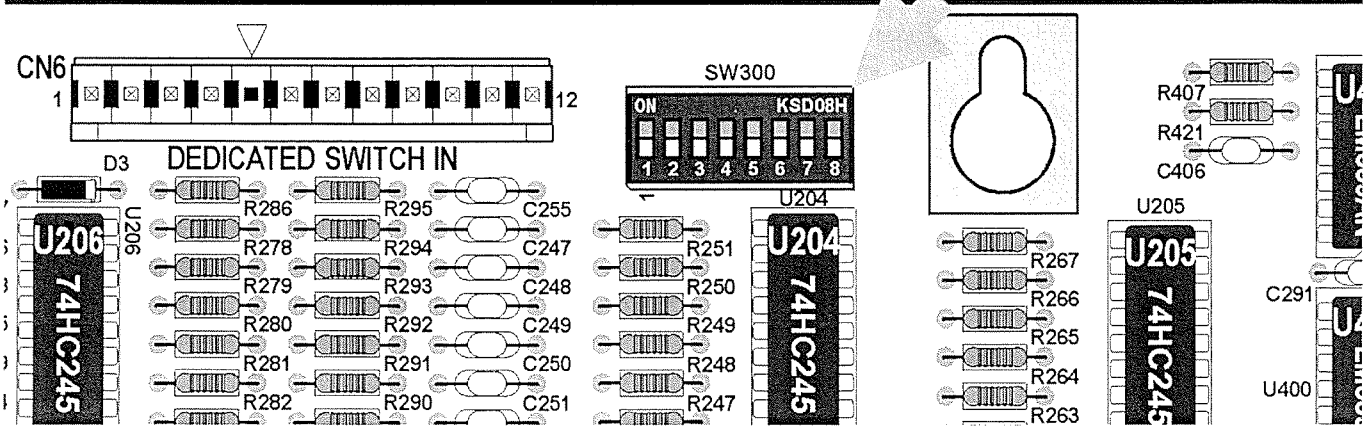 CN6
1
12
DEDICATED SWITCH IN
D3
SW300
ON KSD08H
1 2 3 4 5 6 7 8
1
U206
U206
74HC245
R286
R278
R279
R280
R281
R282
R295
R294
R293
R292
R291
R290
C255
C247
C248
C249
C250
C251
R251
R250
R249
R248
R247
U204
U204
74HC245
R267
R266
R265
R264
R263
U205
U205
74HC245
R407
R421
C406
C291
U400